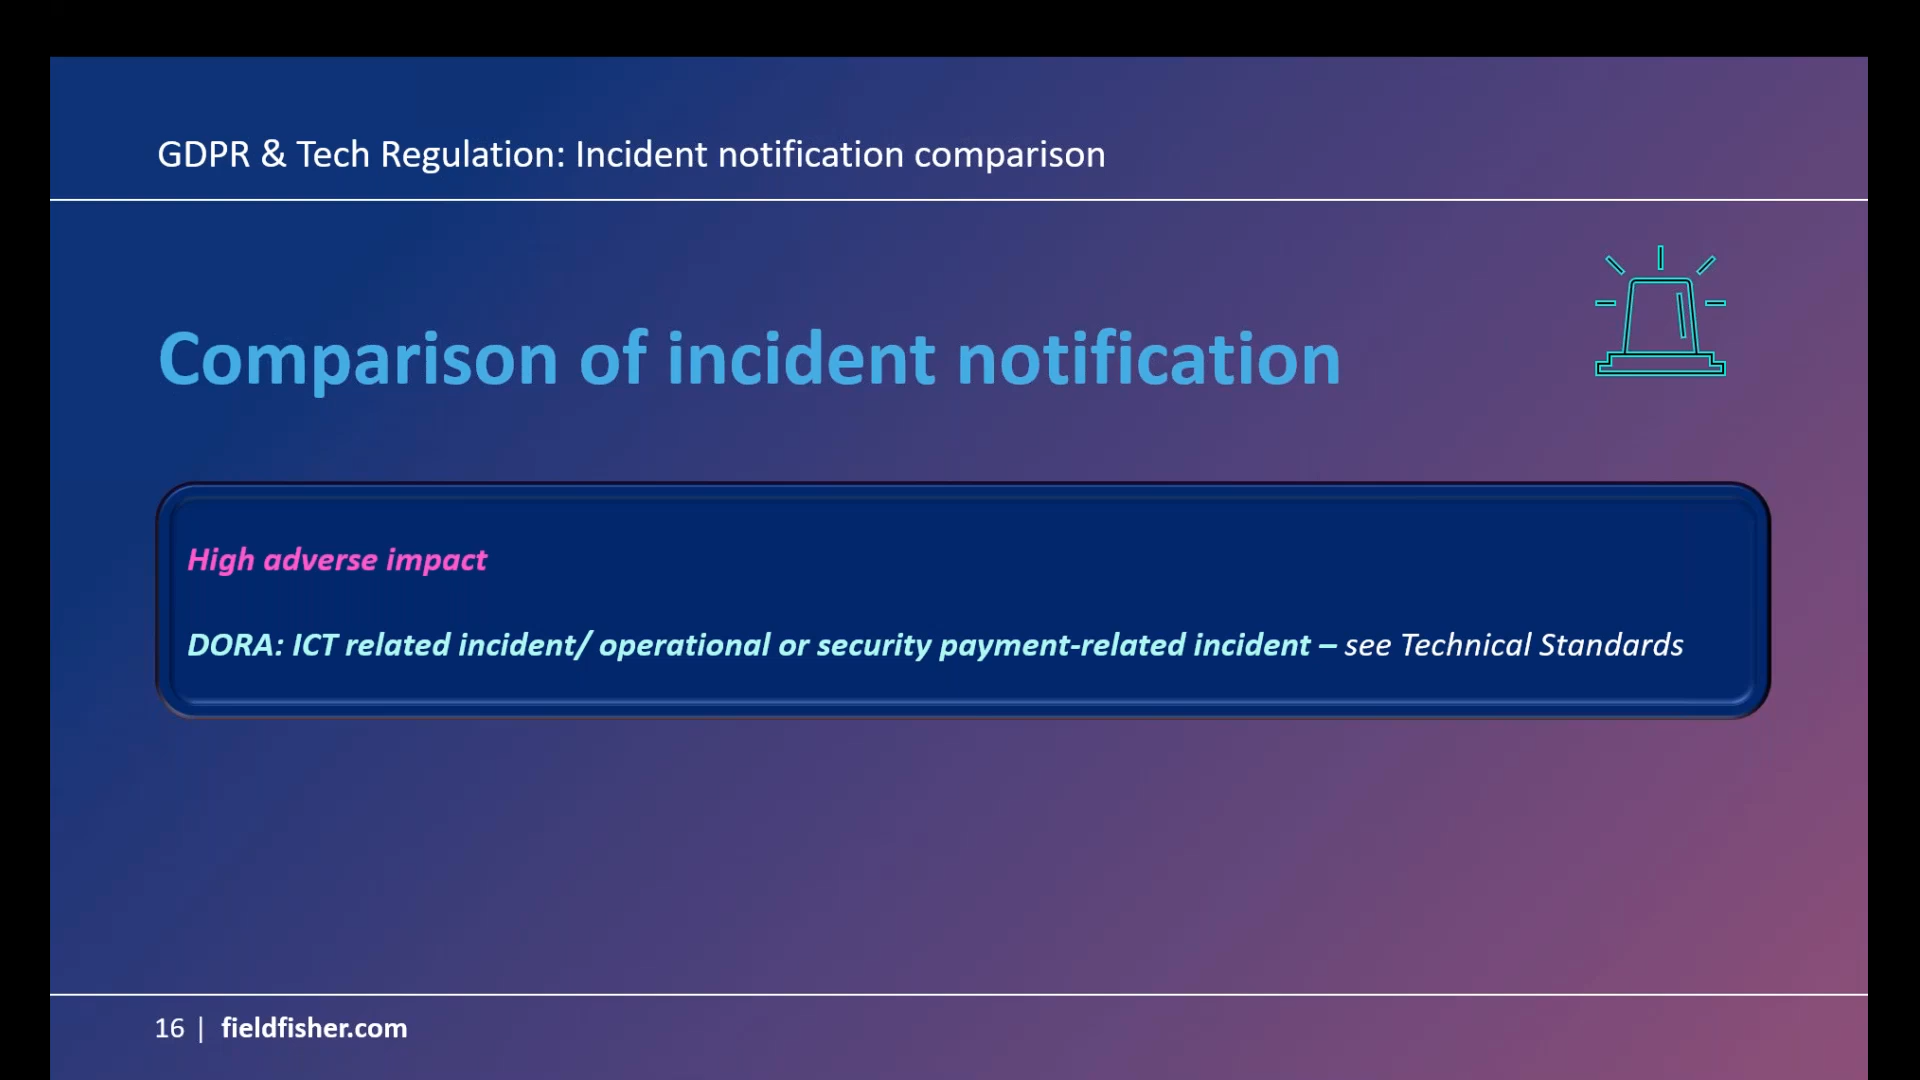 GDPR & Tech Regulation: Incident notification comparison
Comparison of incident notification
High adverse impact
DORA: ICT related incident/ operational or security payment-related incident – see Technical Standards
16 | fieldfisher.com